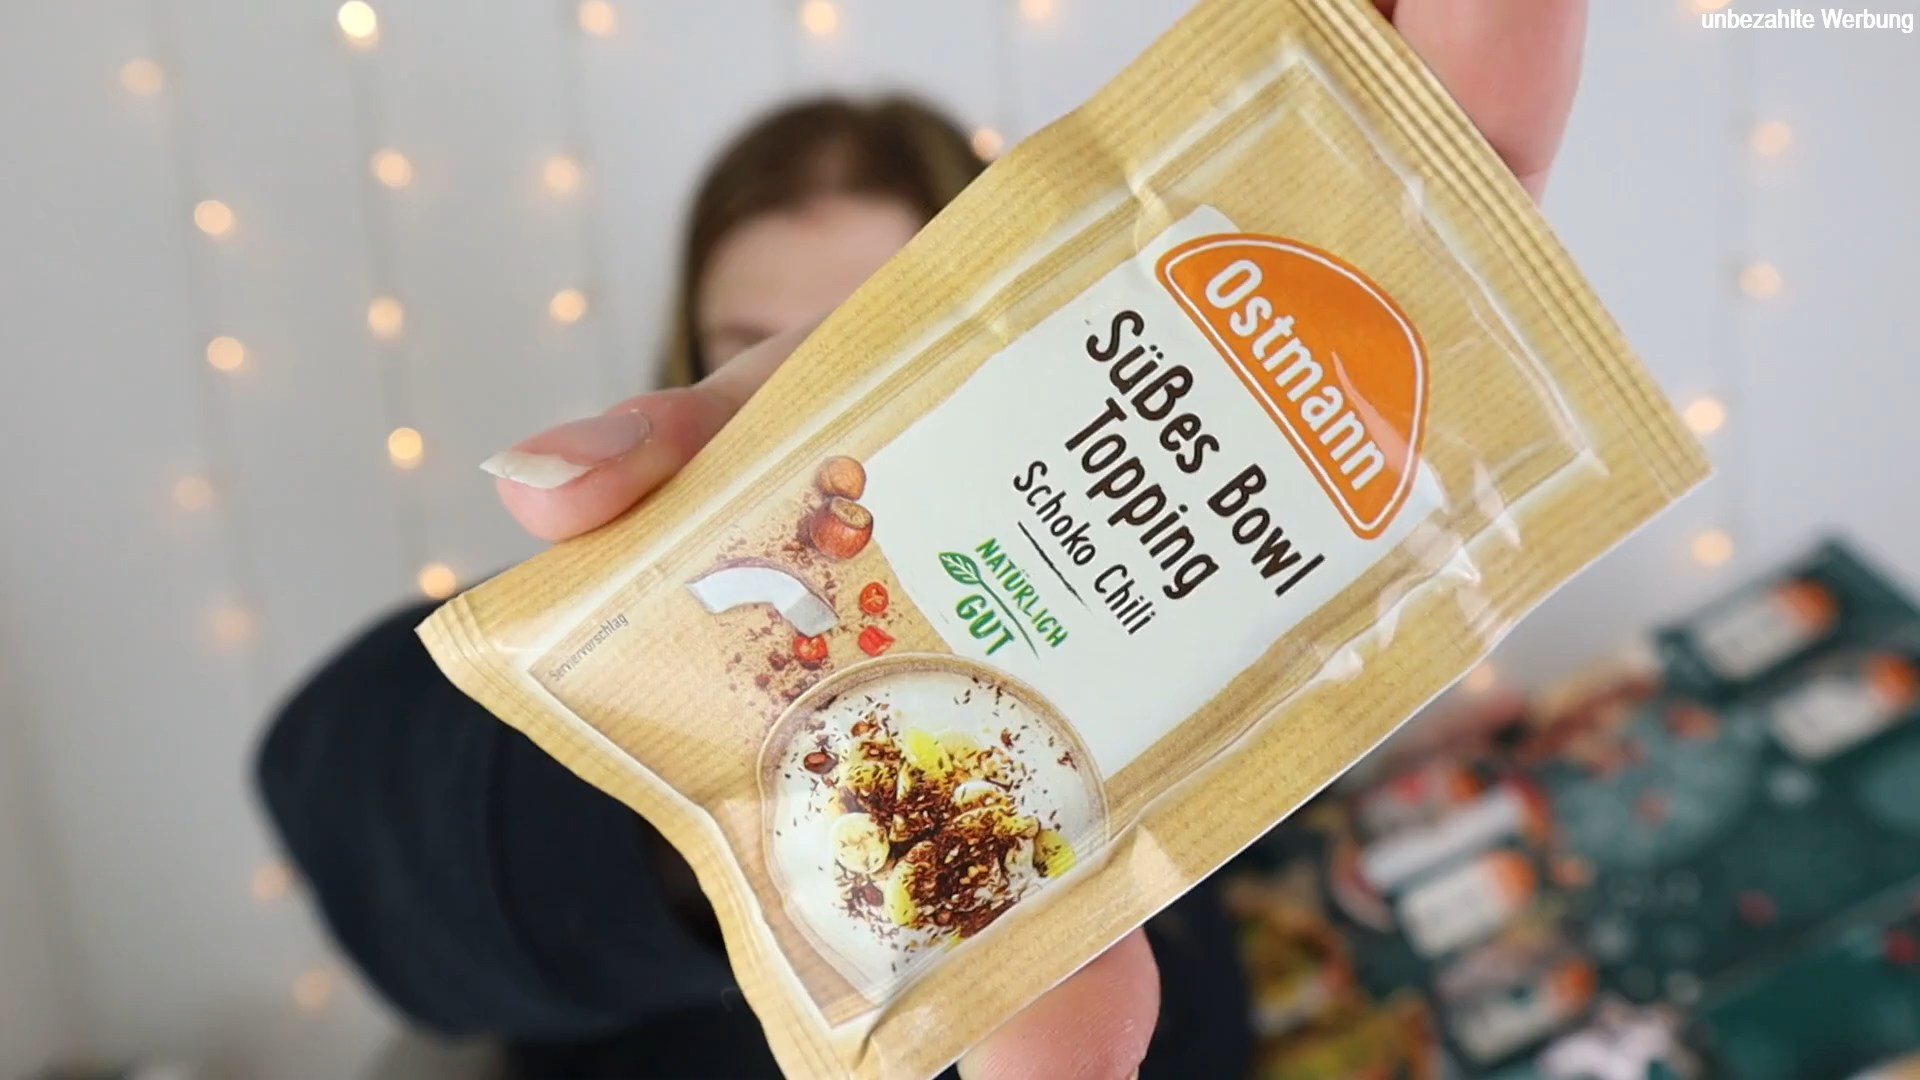 unbezahlte Werbung
Ostmann
Süßes Bowl
Topping
Schoko Chili
NATÜRLICH
GUT
Serviervorschlag